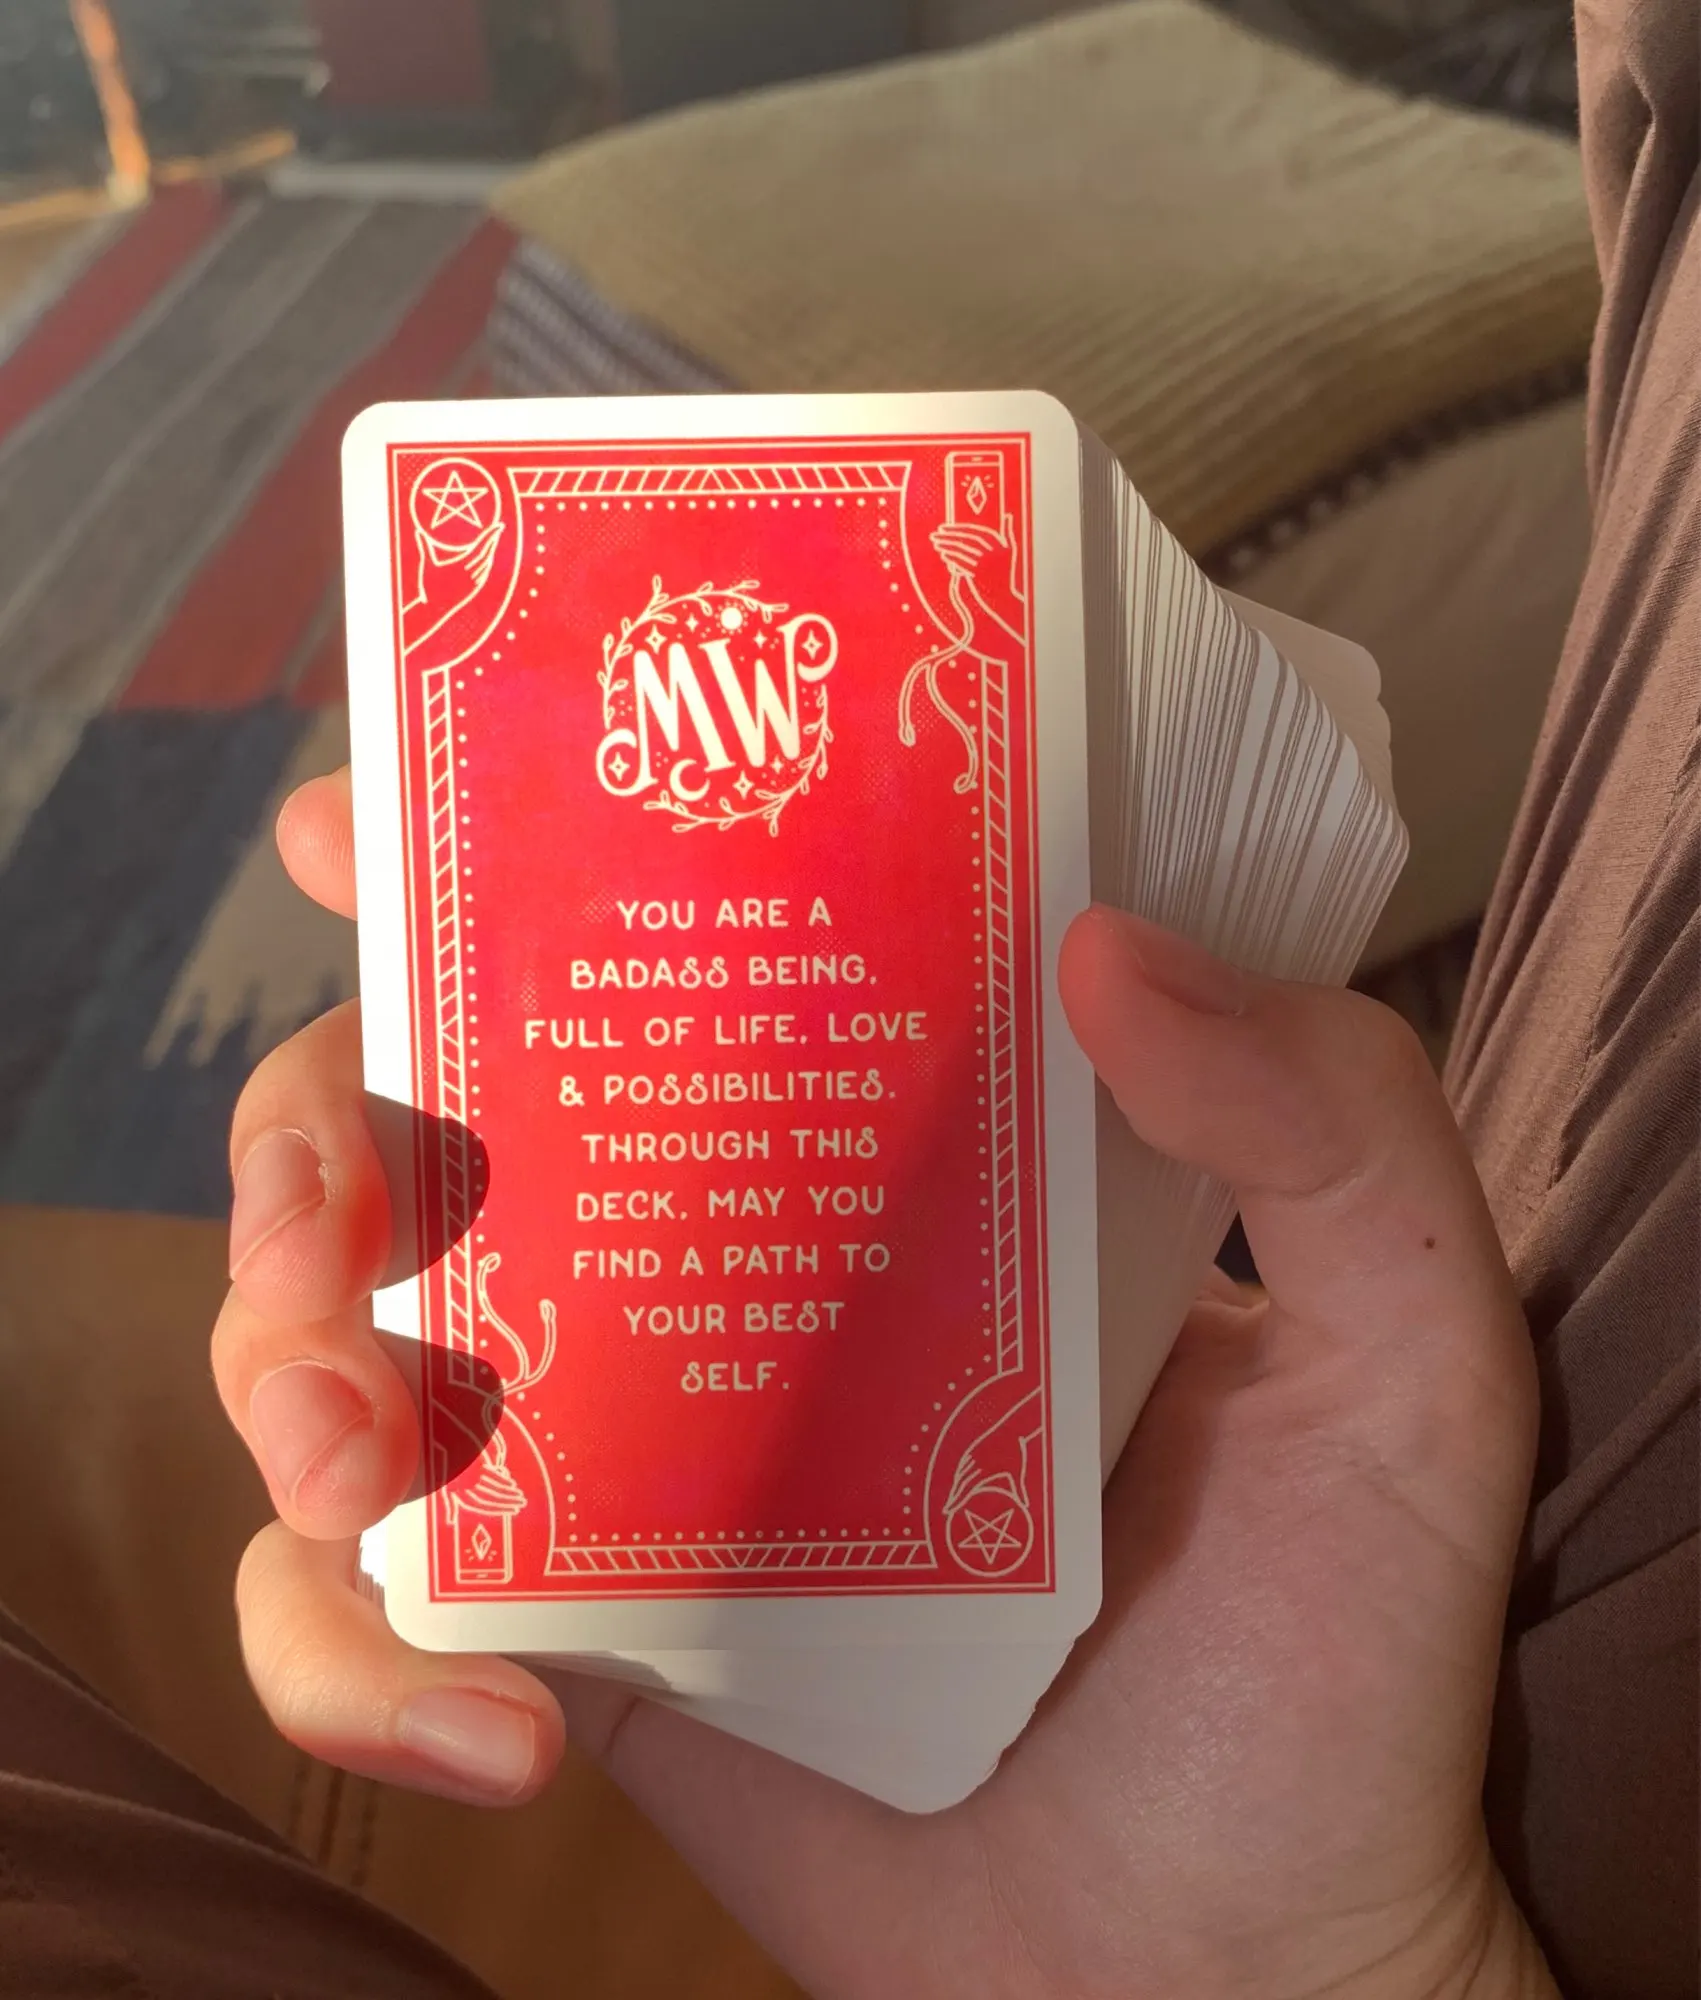 MW
YOU ARE A
BADASS BEING,
FULL OF LIFE, LOVE
& POSSIBILITIES.
THROUGH THIS
DECK, MAY YOU
FIND A PATH TO
YOUR BEST
SELF.